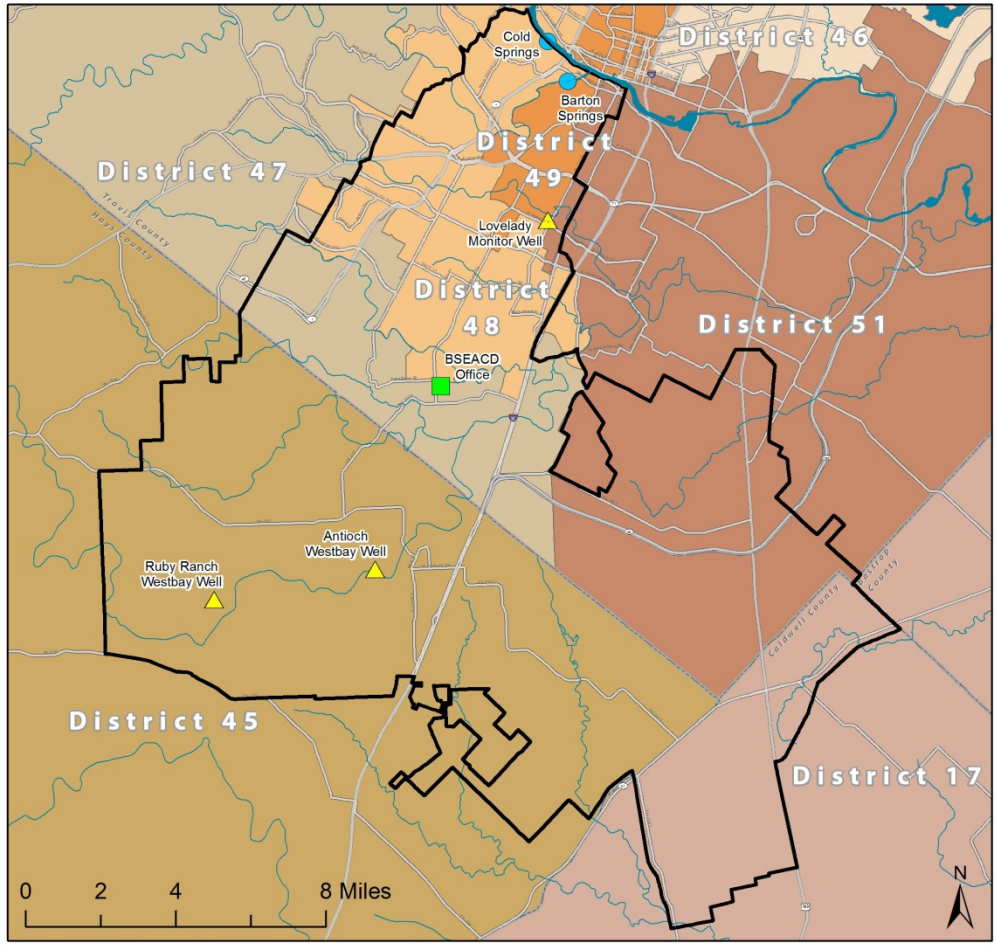 Cold
Springs
District 46
Barton
Springs
District
49
District 47
Travis County
Hays County
Lovelady
Monitor Well
District
48
District 51
BSEACD
Office
Antioch
Westbay Well
Ruby Ranch
Westbay Well
Bastrop
County
Caldwell County
District 45
District 17
0 2 4 8 Miles
N